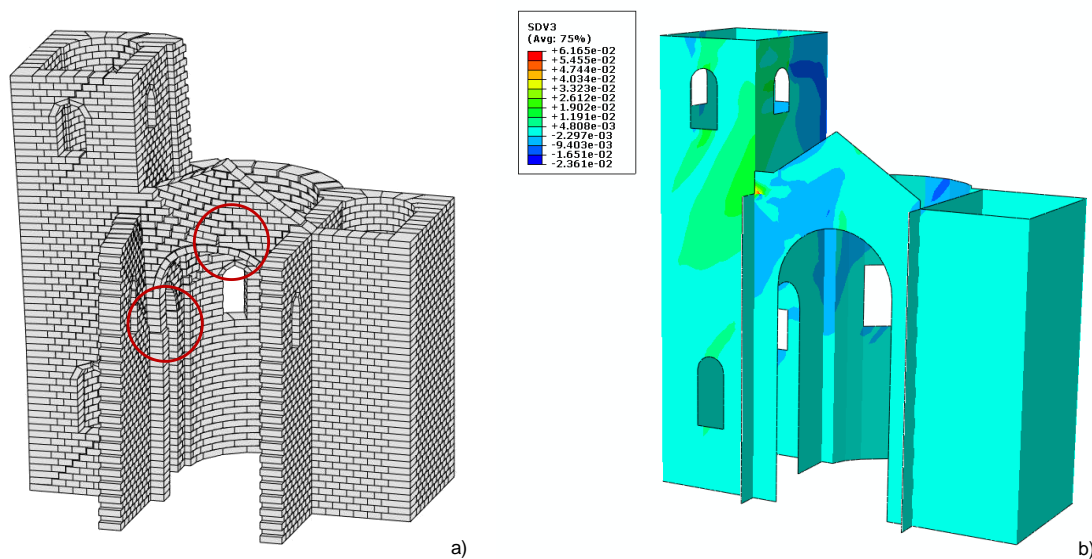 SDV3
(Avg: 75%)
+6.165e-02
+5.455e-02
+4.744e-02
+4.034e-02
+3.323e-02
+2.612e-02
+1.902e-02
+1.191e-02
+4.808e-03
-2.297e-03
-9.403e-03
-1.651e-02
-2.361e-02
a)
b)